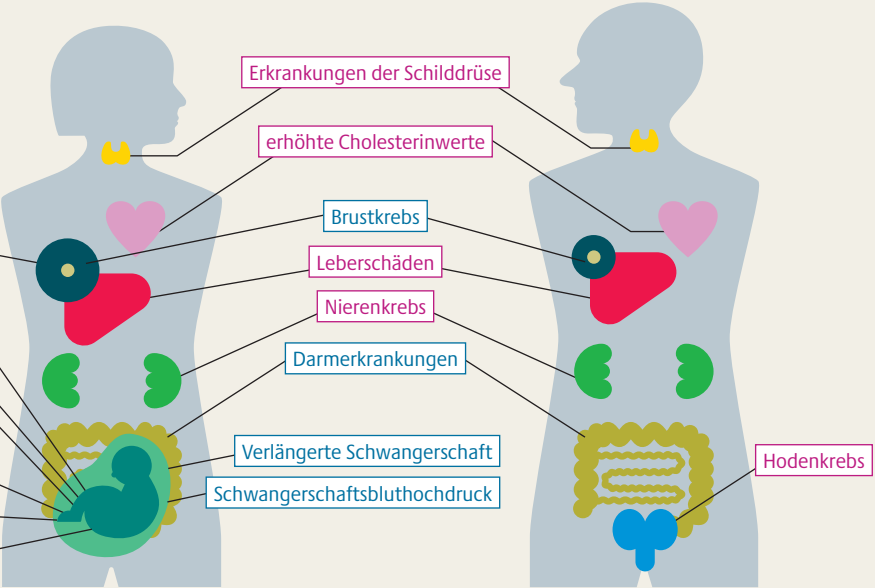 Erkrankungen der Schilddrüse
erhöhte Cholesterinwerte
Brustkrebs
Leberschäden
Nierenkrebs
Darmerkrankungen
Verlängerte Schwangerschaft
Hodenkrebs
Schwangerschaftsbluthochdruck